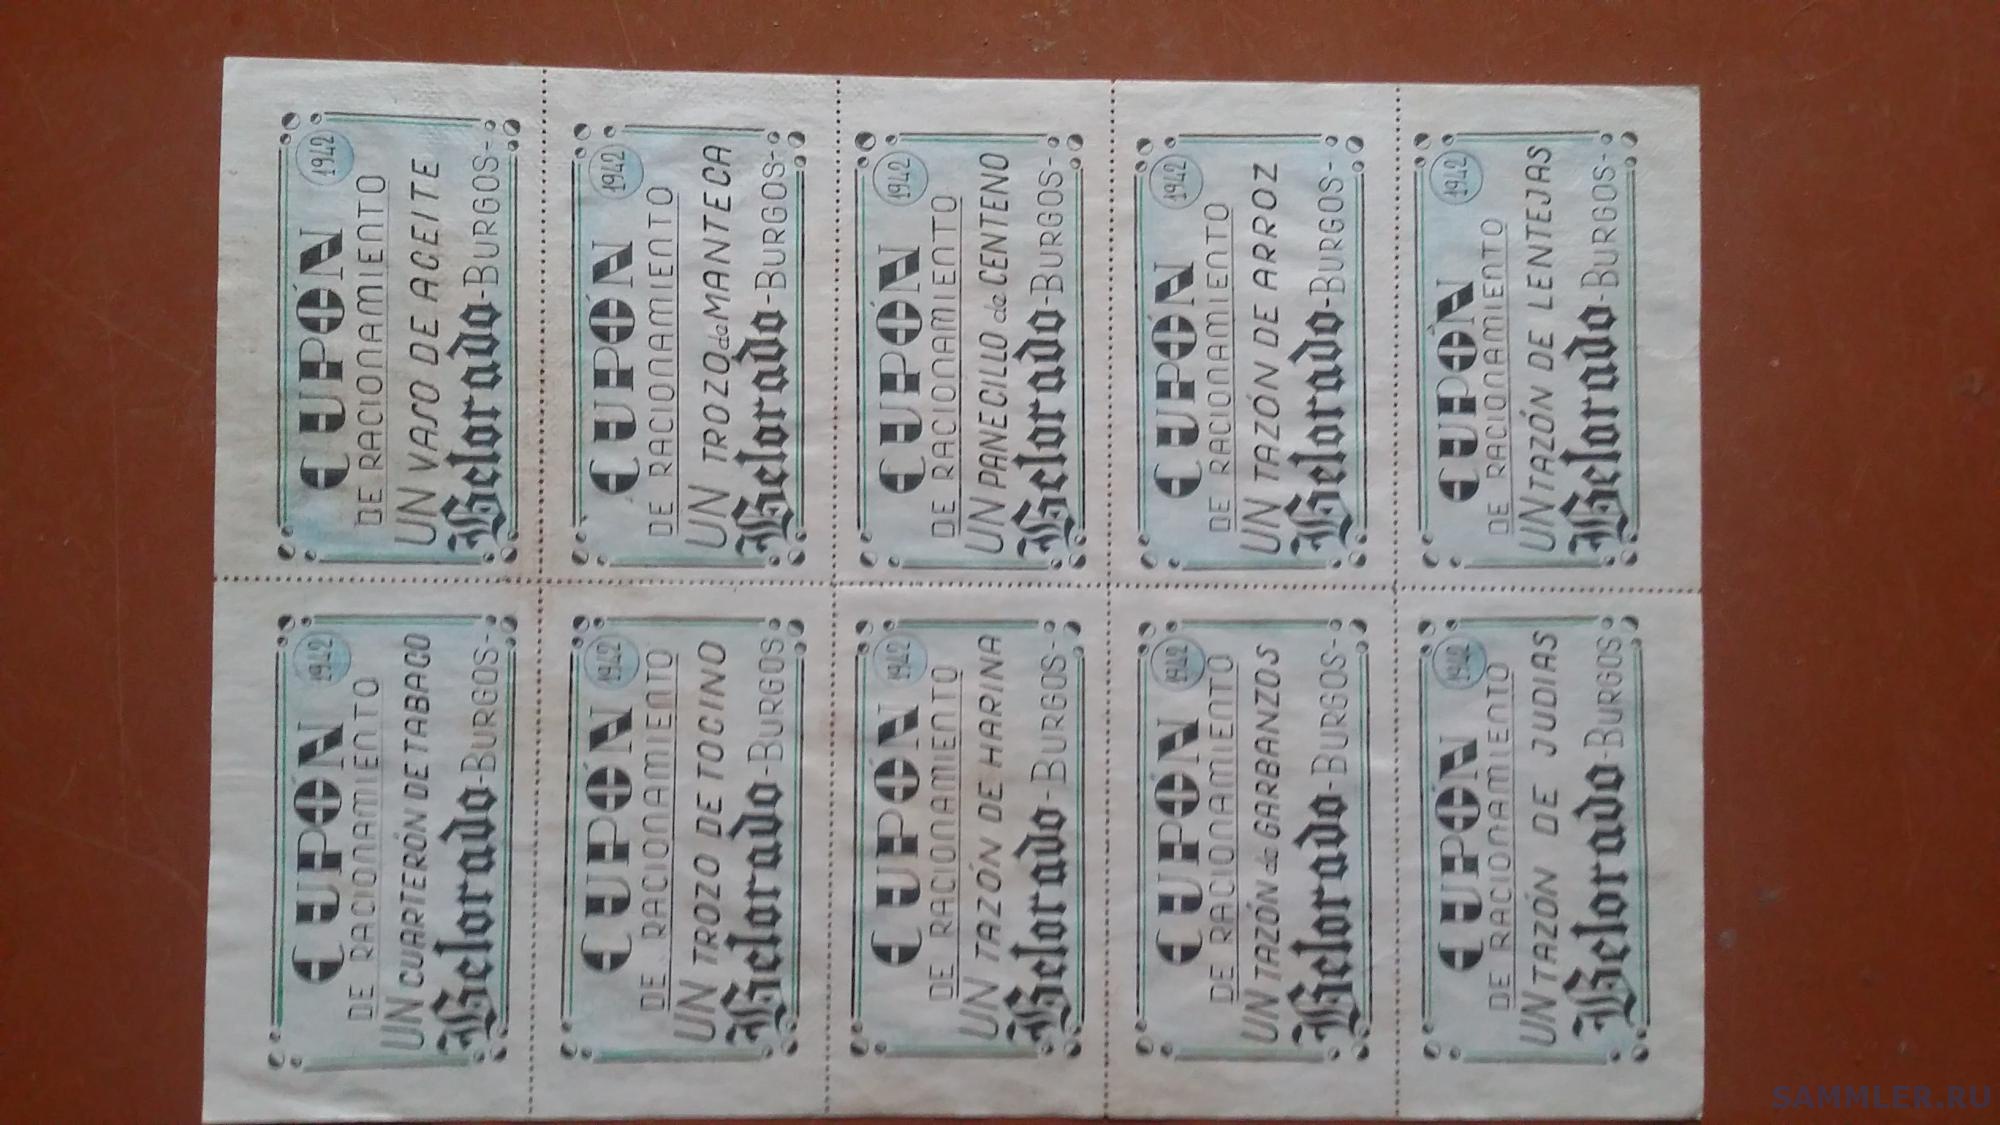 CUPÓN 1942
DE RACIONAMIENTO
UN CUARTERÓN DE TABACO
Belorado-BURGOS-
CUPÓN 1942
DE RACIONAMIENTO
UN VASO DE ACEITE
Belorado-BURGOS-
CUPÓN 1942
DE RACIONAMIENTO
UN TROZO DE TOCINO
Belorado-BURGOS
CUPÓN 1942
DE RACIONAMIENTO
UN TROZO de MANTECA
Belorado-BURGOS-
CUPÓN 1942
DE RACIONAMIENTO
UN TAZÓN DE HARINA
Belorado-BURGOS-
CUPÓN 1942
DE RACIONAMIENTO
UN PANECILLO de CENTENO
Belorado-BURGOS-
CUPÓN 1942
DE RACIONAMIENTO
UN TAZÓN de GARBANZOS
Belorado-BURGOS-
CUPÓN 1942
DE RACIONAMIENTO
UN TAZÓN DE ARROZ
Belorado-BURGOS-
CUPÓN 1942
DE RACIONAMIENTO
UN TAZÓN DE JUDIAS
Belorado-BURGOS
CUPÓN 1942
DE RACIONAMIENTO
UN TAZÓN DE LENTEJAS
Belorado-BURGOS-
SAMMLER.RU